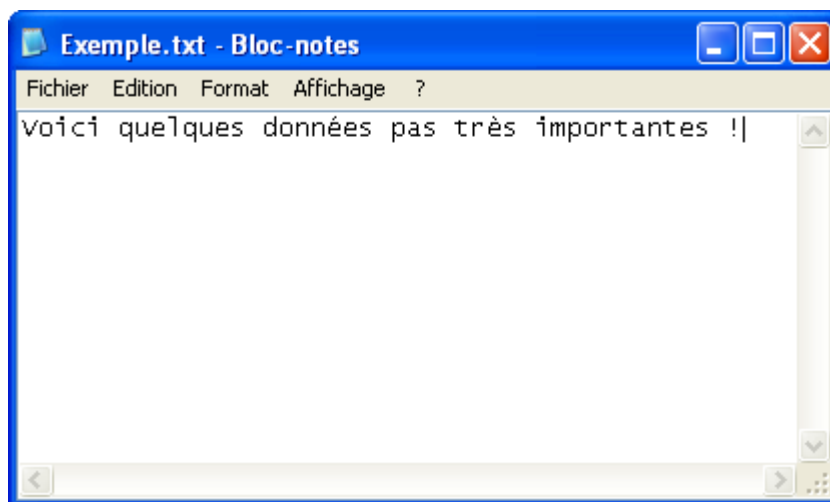 Exemple.txt - Bloc-notes
Fichier Edition Format Affichage ?
Voici quelques données pas très importantes !